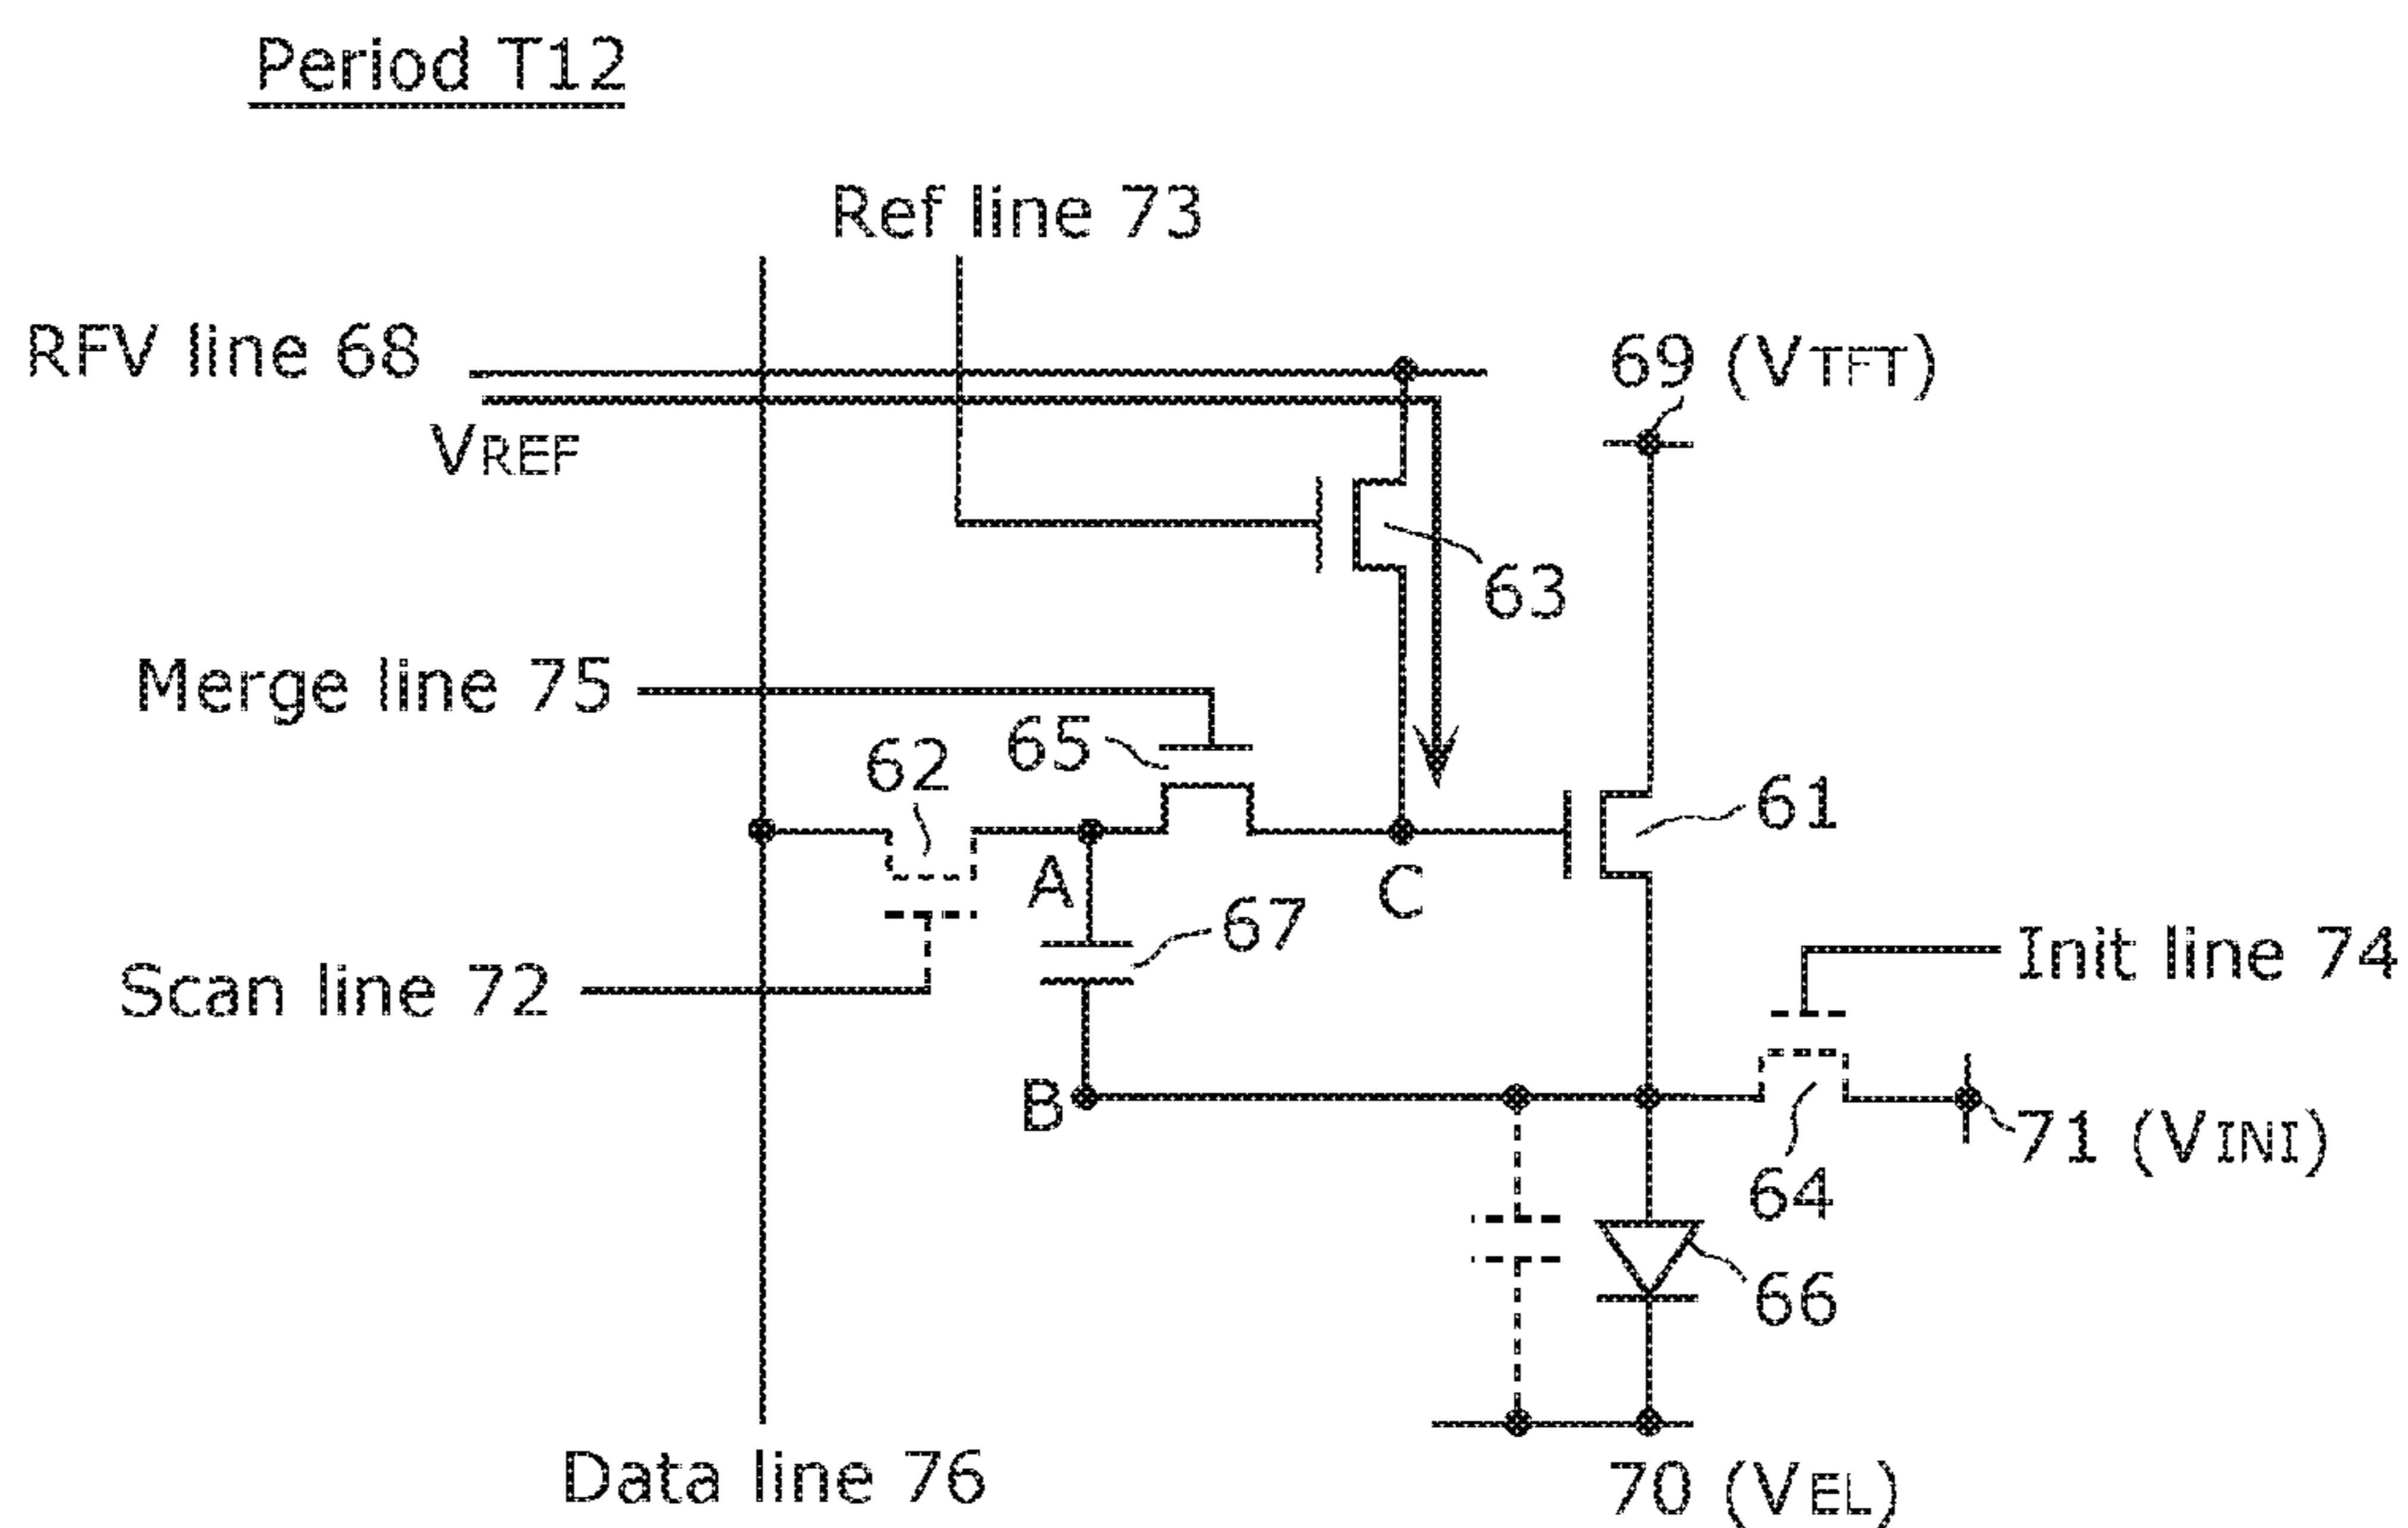 Period T12
Ref line 73
RFV line 68
69 (VTFT)
VREF
63
Merge line 75
65
62
61
A
C
67
Init line 74
Scan line 72
B
71 (VINI)
64
66
Data line 76
70 (VEL)